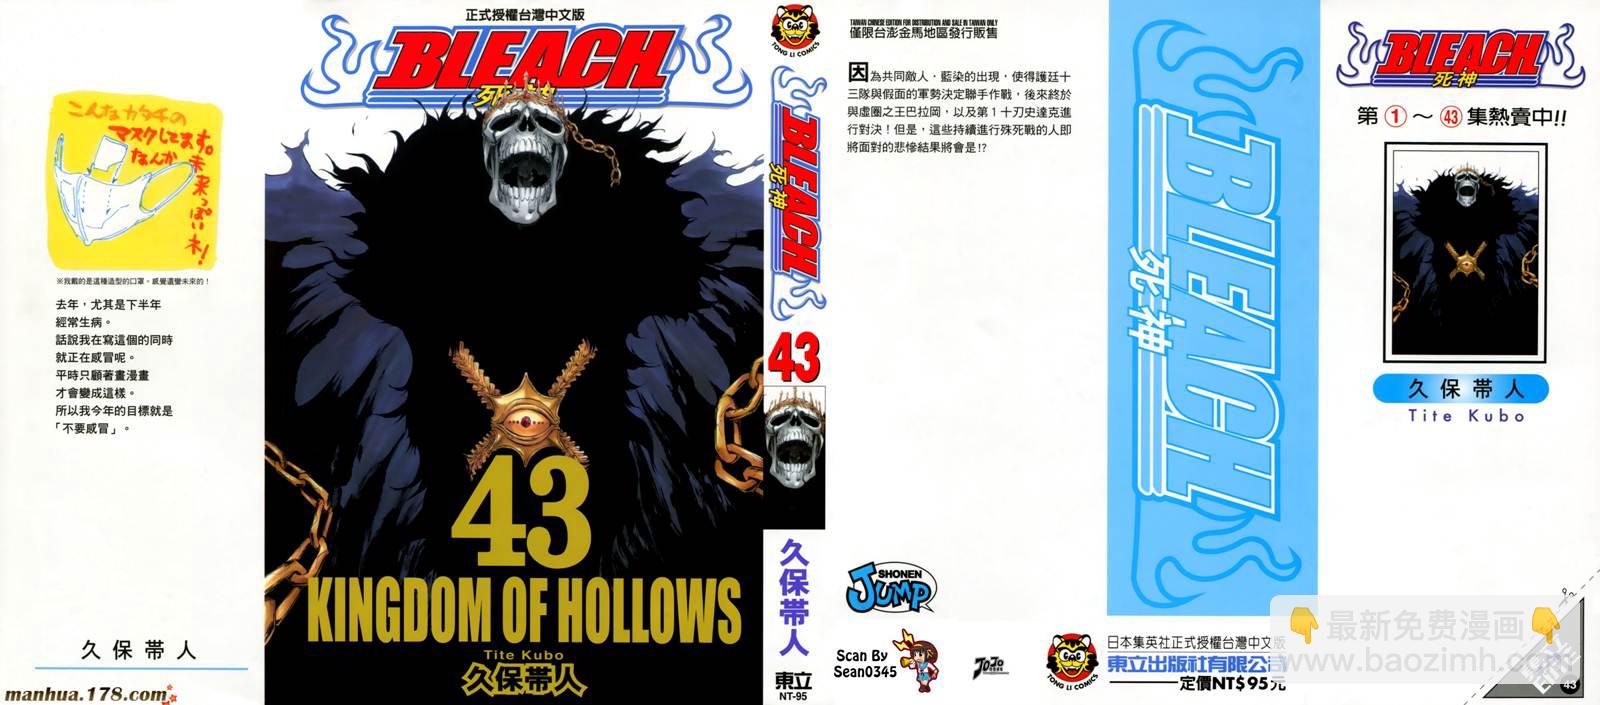 こんなカタチの
マスクしてます。
なんか
未来っぽいネ!
※我戴的是這種造型的口罩。感覺還蠻未來的！
去年，尤其是下半年
經常生病。
話說我在寫這個的同時
就正在感冒呢。
平時只顧著畫漫畫
才會變成這樣。
所以我今年的目標就是
「不要感冒」。
久保帯人
manhua.178.com
正式授權台灣中文版
BLEACH
死神
43
KINGDOM OF HOLLOWS
Tite Kubo
久保帯人
TONG LI COMICS
BLEACH
死神
43
久保帯人
東立
NT-95
TAIWAN CHINESE EDITION FOR DISTRIBUTION AND SALE IN TAIWAN ONLY
僅限台澎金馬地區發行販售
因為共同敵人．藍染的出現，使得護廷十
三隊與假面的軍勢決定聯手作戰，後來終於
與虛圈之王巴拉岡，以及第１十刃史達克進
行對決！但是，這些持續進行殊死戰的人即
將面對的悲慘結果將會是!?
SHONEN
JUMP
Scan By
Sean0345
JOJO
BLEACH
死神
TONG LI COMICS
日本集英社正式授權台灣中文版
東立出版社有限公司
定價NT$95元
BLEACH
死神
第①～㊸集熱賣中!!
久保帯人
Tite Kubo
最新免费漫画
www.baozimh.com
43